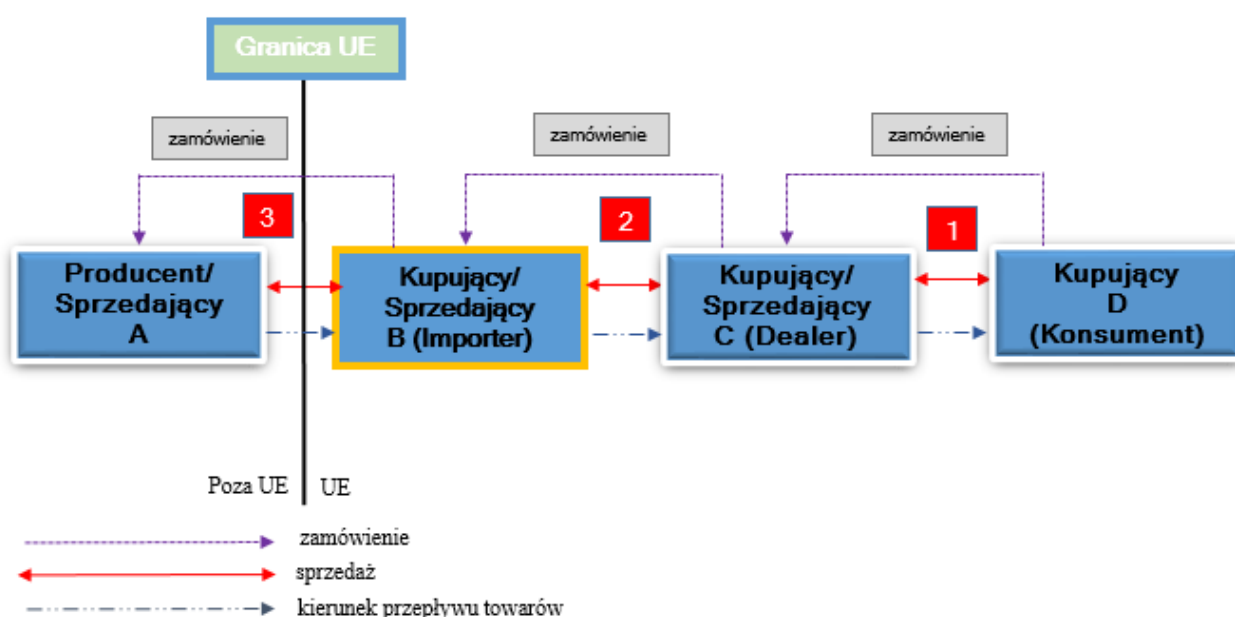 Granica UE
zamówienie
zamówienie
zamówienie
3
2
1
Producent/
Sprzedający
A
Kupujący/
Sprzedający
B (Importer)
Kupujący/
Sprzedający
C (Dealer)
Kupujący
D
(Konsument)
Poza UE
UE
zamówienie
sprzedaż
kierunek przepływu towarów